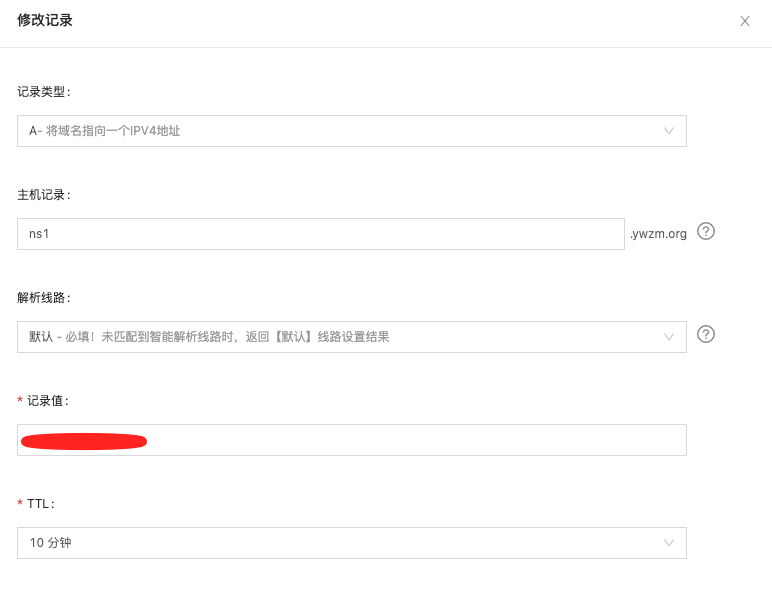 修改记录
记录类型：
A- 将域名指向一个IPV4地址
主机记录：
ns1
.ywzm.org
解析线路：
默认 - 必填！未匹配到智能解析线路时，返回【默认】线路设置结果
* 记录值：
* TTL：
10 分钟